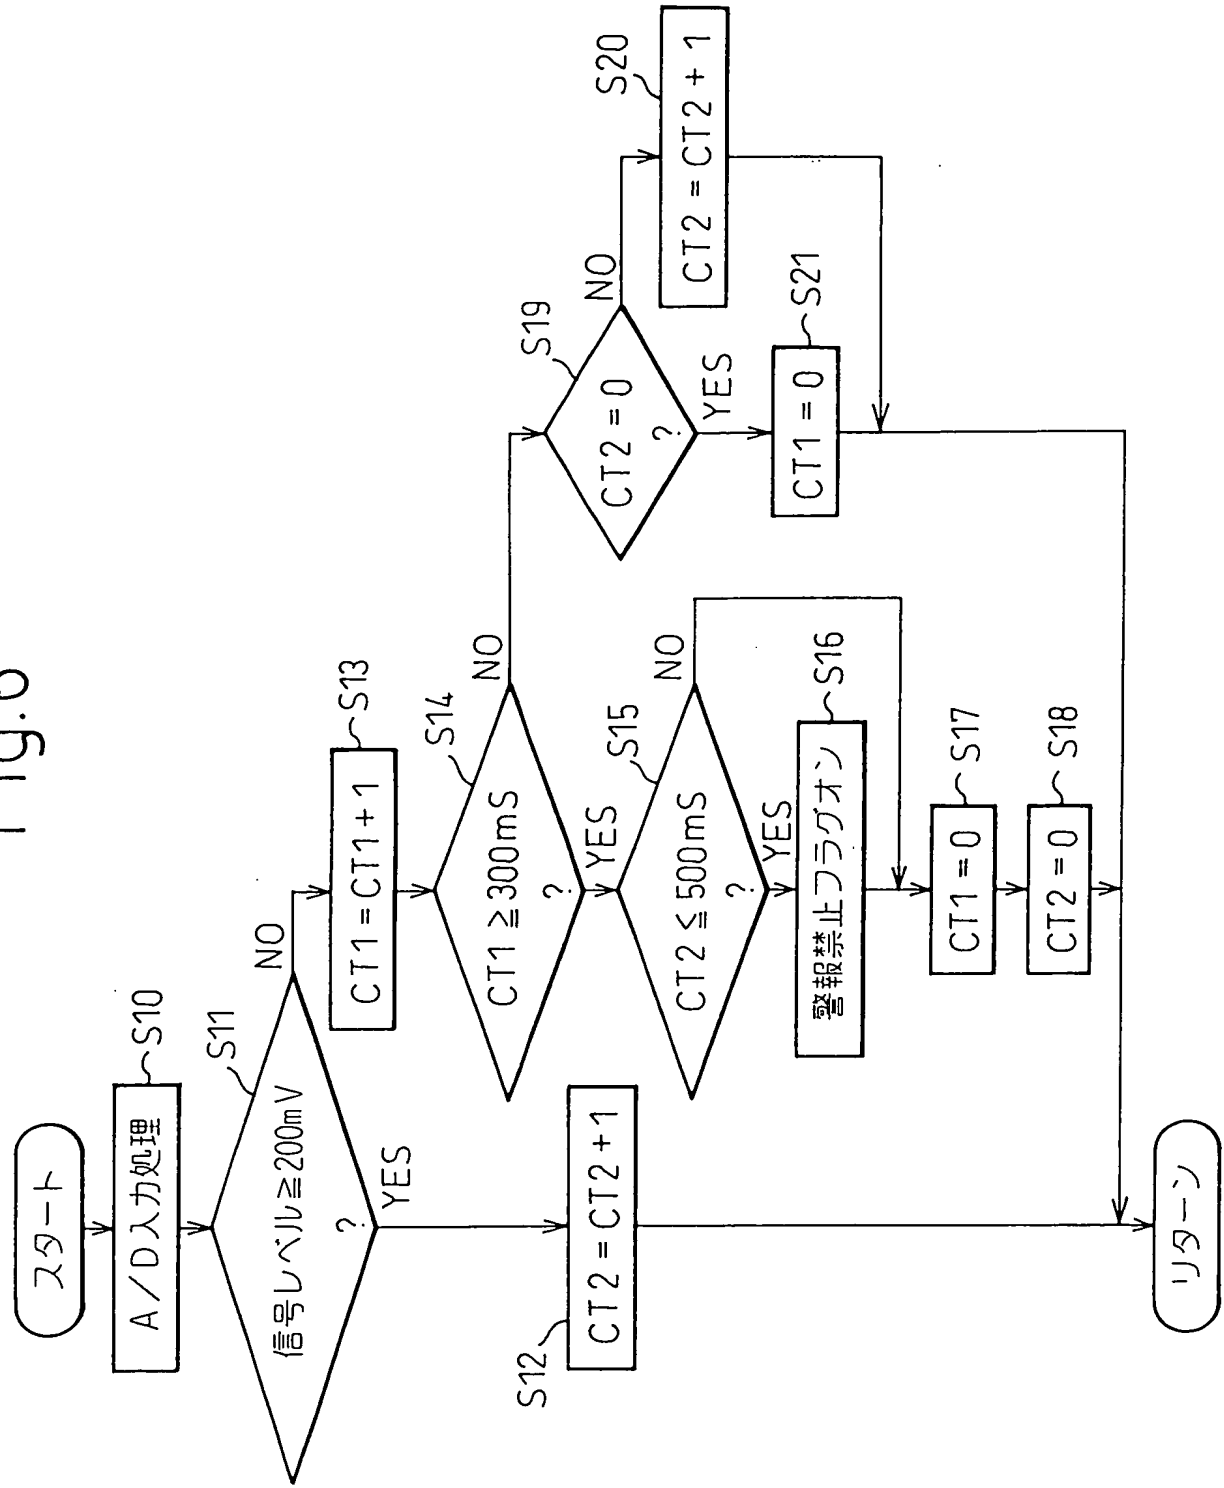 Fig.6
スタート
A/D入力処理
S10
信号レベル≧200mV
?
S11
NO
YES
S12
CT2 = CT2 + 1
CT1 = CT1 + 1
S13
CT1 ≧ 300mS
?
S14
NO
YES
CT2 ≦ 500mS
?
S15
NO
YES
警報禁止フラグオン
S16
CT1 = 0
S17
CT2 = 0
S18
CT2 = 0
?
S19
NO
YES
CT2 = CT2 + 1
S20
CT1 = 0
S21
リターン